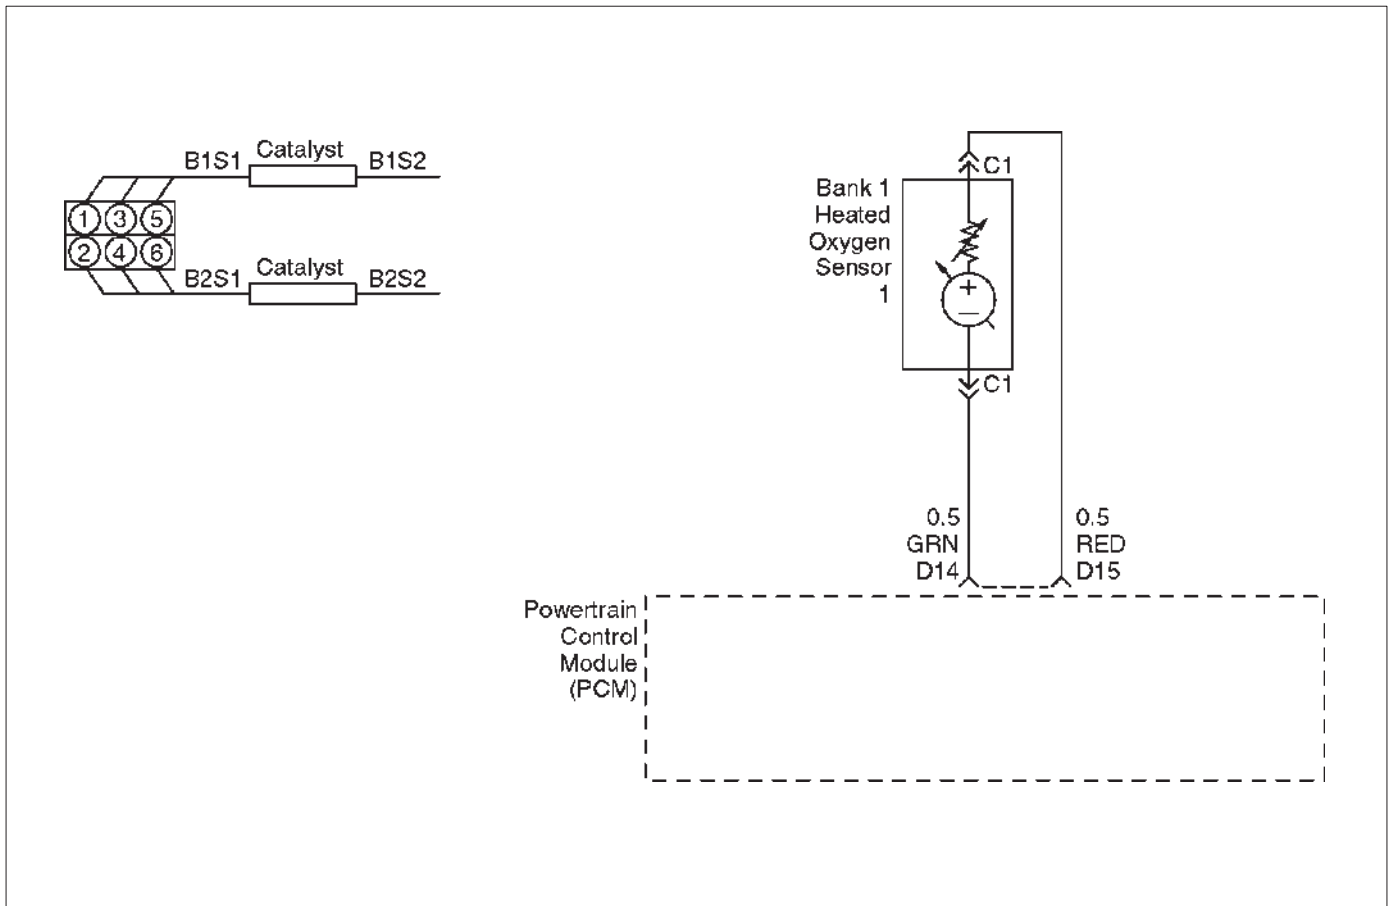 B1S1 Catalyst B1S2
1 3 5
2 4 6
B2S1 Catalyst B2S2
C1
Bank 1
Heated
Oxygen
Sensor
1
+
–
C1
0.5
GRN
D14
0.5
RED
D15
Powertrain
Control
Module
(PCM)